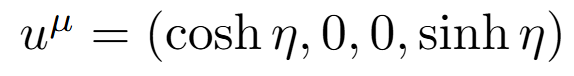 u^μ = (cosh η, 0, 0, sinh η)